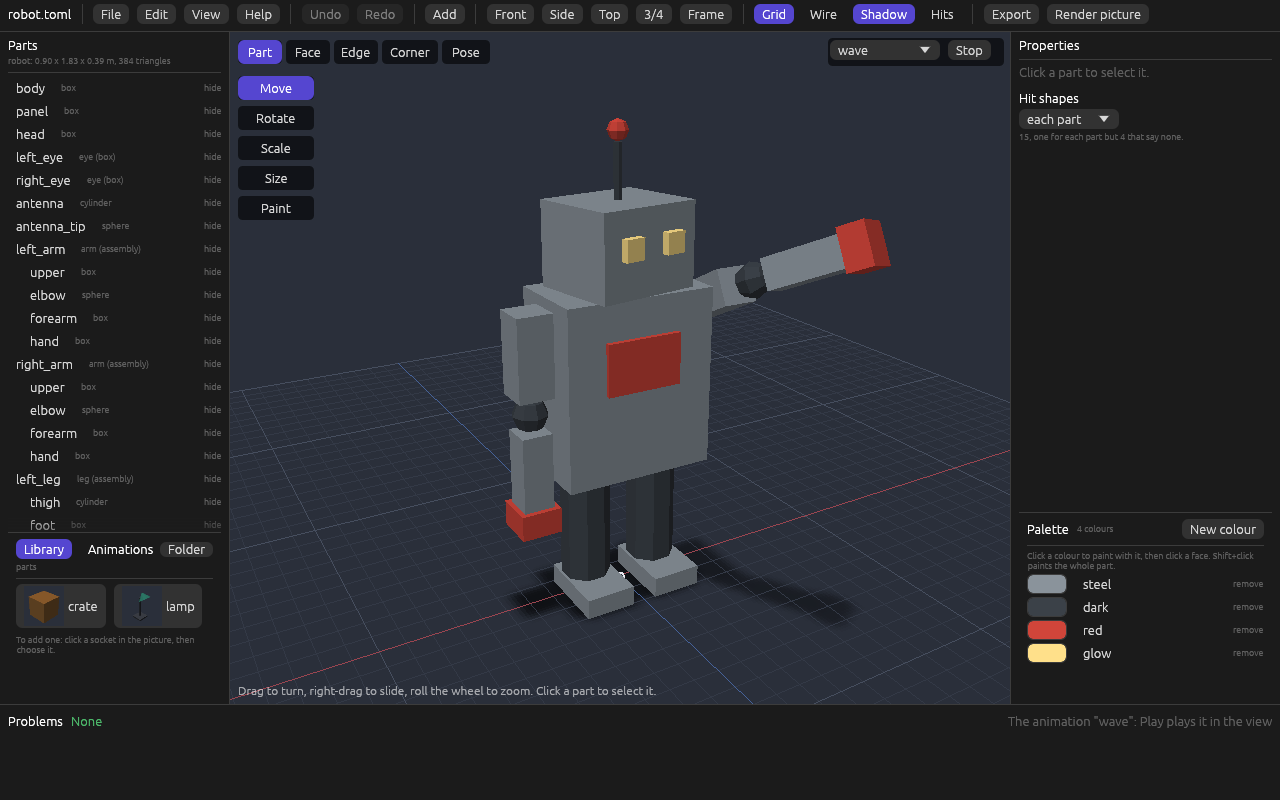 robot.toml File Edit View Help Undo Redo Add Front Side Top 3/4 Frame Grid Wire Shadow Hits Export Render picture
Parts
robot: 0.90 x 1.83 x 0.39 m, 384 triangles
body box hide
panel box hide
head box hide
left_eye eye (box) hide
right_eye eye (box) hide
antenna cylinder hide
antenna_tip sphere hide
left_arm arm (assembly) hide
upper box hide
elbow sphere hide
forearm box hide
hand box hide
right_arm arm (assembly) hide
upper box hide
elbow sphere hide
forearm box hide
hand box hide
left_leg leg (assembly) hide
thigh cylinder hide
foot box hide
Library Animations Folder
parts
crate lamp
To add one: click a socket in the picture, then
choose it.
Part Face Edge Corner Pose
Move
Rotate
Scale
Size
Paint
wave Stop
Drag to turn, right-drag to slide, roll the wheel to zoom. Click a part to select it.
Properties
Click a part to select it.
Hit shapes
each part
15, one for each part but 4 that say none.
Palette 4 colours New colour
Click a colour to paint with it, then click a face. Shift+click
paints the whole part.
steel remove
dark remove
red remove
glow remove
Problems None
The animation "wave": Play plays it in the view